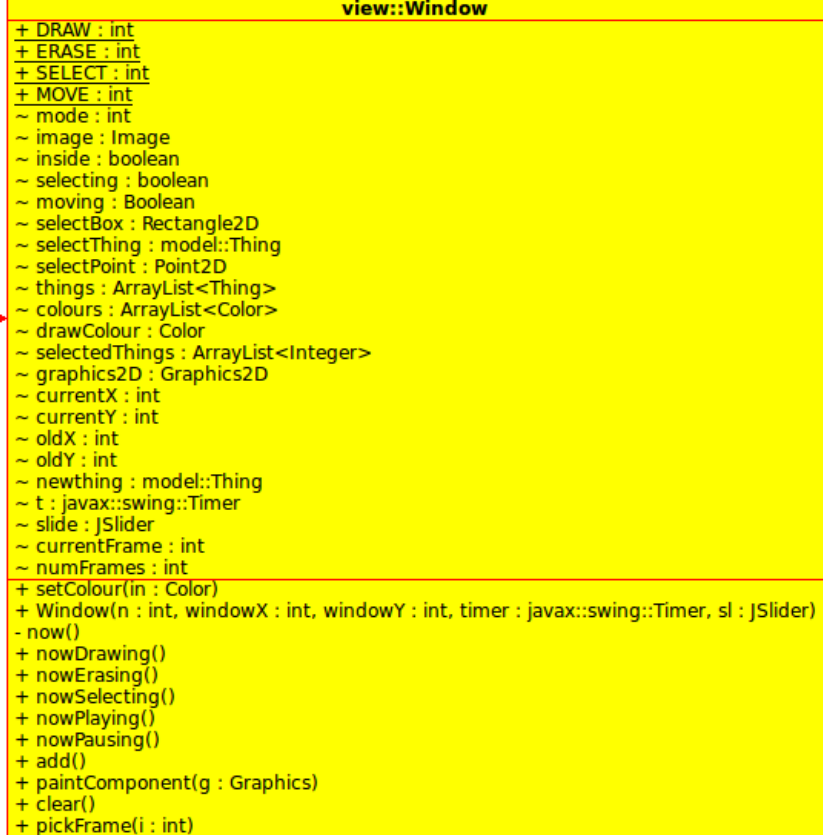 view::Window
+ DRAW : int
+ ERASE : int
+ SELECT : int
+ MOVE : int
~ mode : int
~ image : Image
~ inside : boolean
~ selecting : boolean
~ moving : Boolean
~ selectBox : Rectangle2D
~ selectThing : model::Thing
~ selectPoint : Point2D
~ things : ArrayList<Thing>
~ colours : ArrayList<Color>
~ drawColour : Color
~ selectedThings : ArrayList<Integer>
~ graphics2D : Graphics2D
~ currentX : int
~ currentY : int
~ oldX : int
~ oldY : int
~ newthing : model::Thing
~ t : javax::swing::Timer
~ slide : JSlider
~ currentFrame : int
~ numFrames : int
+ setColour(in : Color)
+ Window(n : int, windowX : int, windowY : int, timer : javax::swing::Timer, sl : JSlider)
- now()
+ nowDrawing()
+ nowErasing()
+ nowSelecting()
+ nowPlaying()
+ nowPausing()
+ add()
+ paintComponent(g : Graphics)
+ clear()
+ pickFrame(i : int)